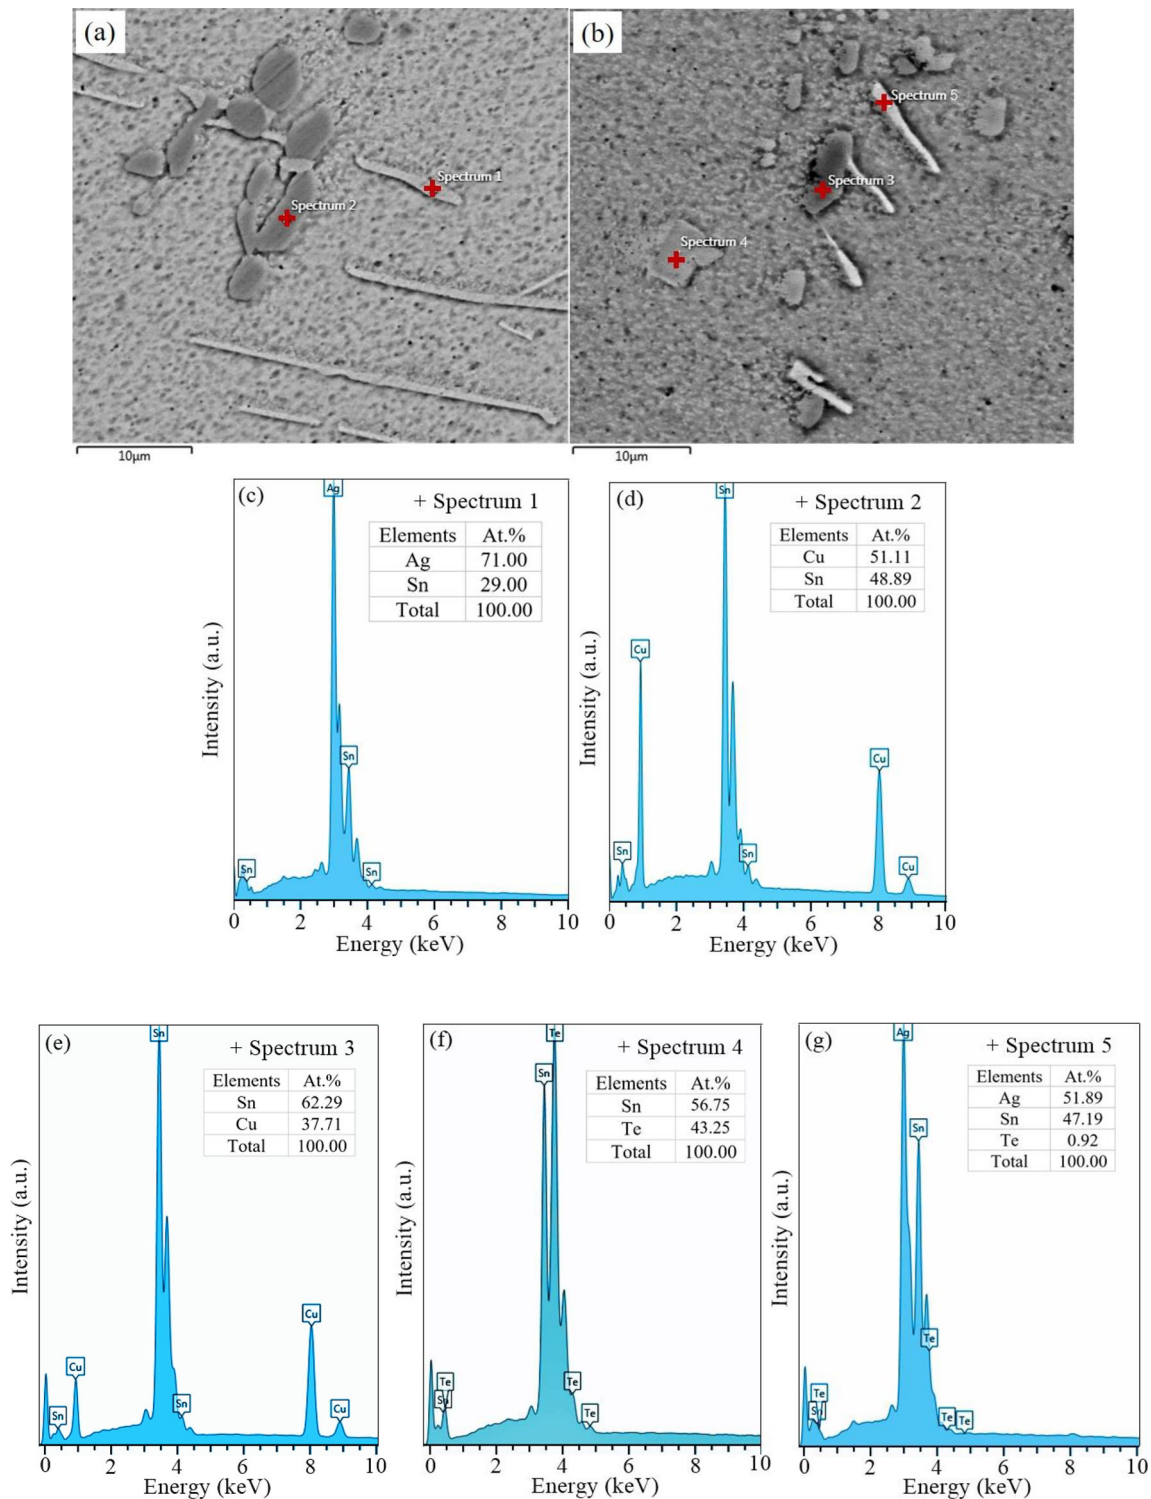 (a)
(b)
Spectrum 5
Spectrum 1
Spectrum 3
Spectrum 2
Spectrum 4
10μm
10μm
(c)
+ Spectrum 1
Ag
Elements At.%
Ag 71.00
Sn 29.00
Total 100.00
Sn
Sn
Sn
Intensity (a.u.)
0 2 4 6 8 10
Energy (keV)
(d)
+ Spectrum 2
Sn
Elements At.%
Cu 51.11
Sn 48.89
Total 100.00
Cu
Cu
Sn
Sn
Cu
Intensity (a.u.)
0 2 4 6 8 10
Energy (keV)
(e)
+ Spectrum 3
Sn
Elements At.%
Sn 62.29
Cu 37.71
Total 100.00
Cu
Cu
Sn
Sn
Cu
Intensity (a.u.)
0 2 4 6 8 10
Energy (keV)
(f)
+ Spectrum 4
Te
Sn
Elements At.%
Sn 56.75
Te 43.25
Total 100.00
Te
Te
Sn
Te
Intensity (a.u.)
0 2 4 6 8 10
Energy (keV)
(g)
+ Spectrum 5
Ag
Sn
Elements At.%
Ag 51.89
Sn 47.19
Te 0.92
Total 100.00
Te
Te
Sn
Te
Te
Intensity (a.u.)
0 2 4 6 8 10
Energy (keV)